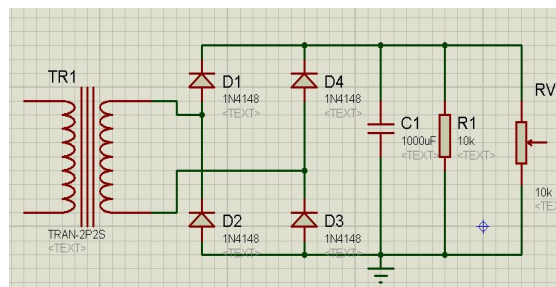 TR1
TRAN-2P2S
<TEXT>
D1
1N4148
<TEXT>
D4
1N4148
<TEXT>
D2
1N4148
<TEXT>
D3
1N4148
<TEXT>
C1
1000uF
<TEXT>
R1
10k
<TEXT>
RV
10k
<TEX